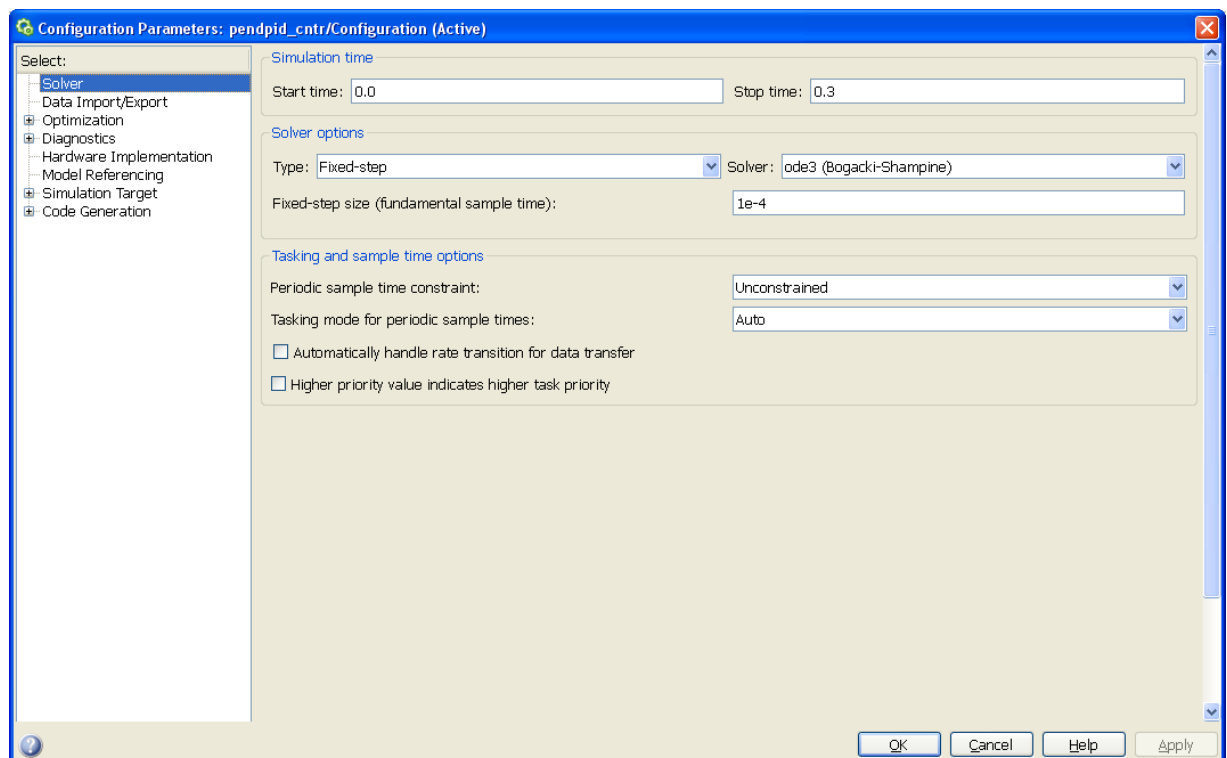 Configuration Parameters: pendpid_cntr/Configuration (Active)
Select:
Solver
Data Import/Export
Optimization
Diagnostics
Hardware Implementation
Model Referencing
Simulation Target
Code Generation
Simulation time
Start time: 0.0 Stop time: 0.3
Solver options
Type: Fixed-step Solver: ode3 (Bogacki-Shampine)
Fixed-step size (fundamental sample time): 1e-4
Tasking and sample time options
Periodic sample time constraint: Unconstrained
Tasking mode for periodic sample times: Auto
Automatically handle rate transition for data transfer
Higher priority value indicates higher task priority
OK Cancel Help Apply